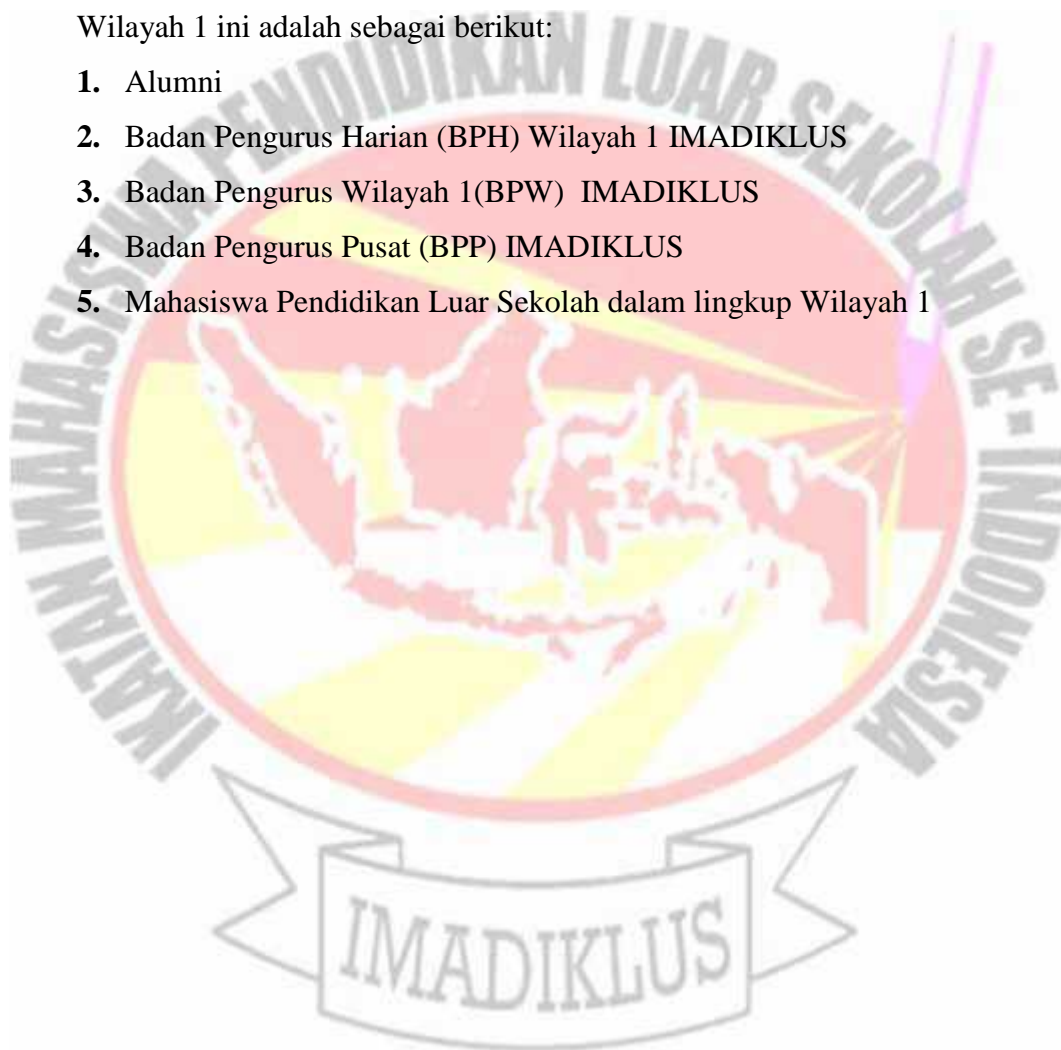 Wilayah 1 ini adalah sebagai berikut:
1. Alumni
2. Badan Pengurus Harian (BPH) Wilayah 1 IMADIKLUS
3. Badan Pengurus Wilayah 1(BPW) IMADIKLUS
4. Badan Pengurus Pusat (BPP) IMADIKLUS
5. Mahasiswa Pendidikan Luar Sekolah dalam lingkup Wilayah 1
IKATAN MAHASISWA PENDIDIKAN LUAR SEKOLAH SE-INDONESIA
IMADIKLUS